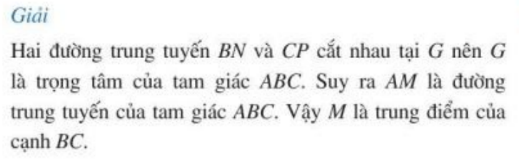 Giải
Hai đường trung tuyến BN và CP cắt nhau tại G nên G
là trọng tâm của tam giác ABC. Suy ra AM là đường
trung tuyến của tam giác ABC. Vậy M là trung điểm của
cạnh BC.